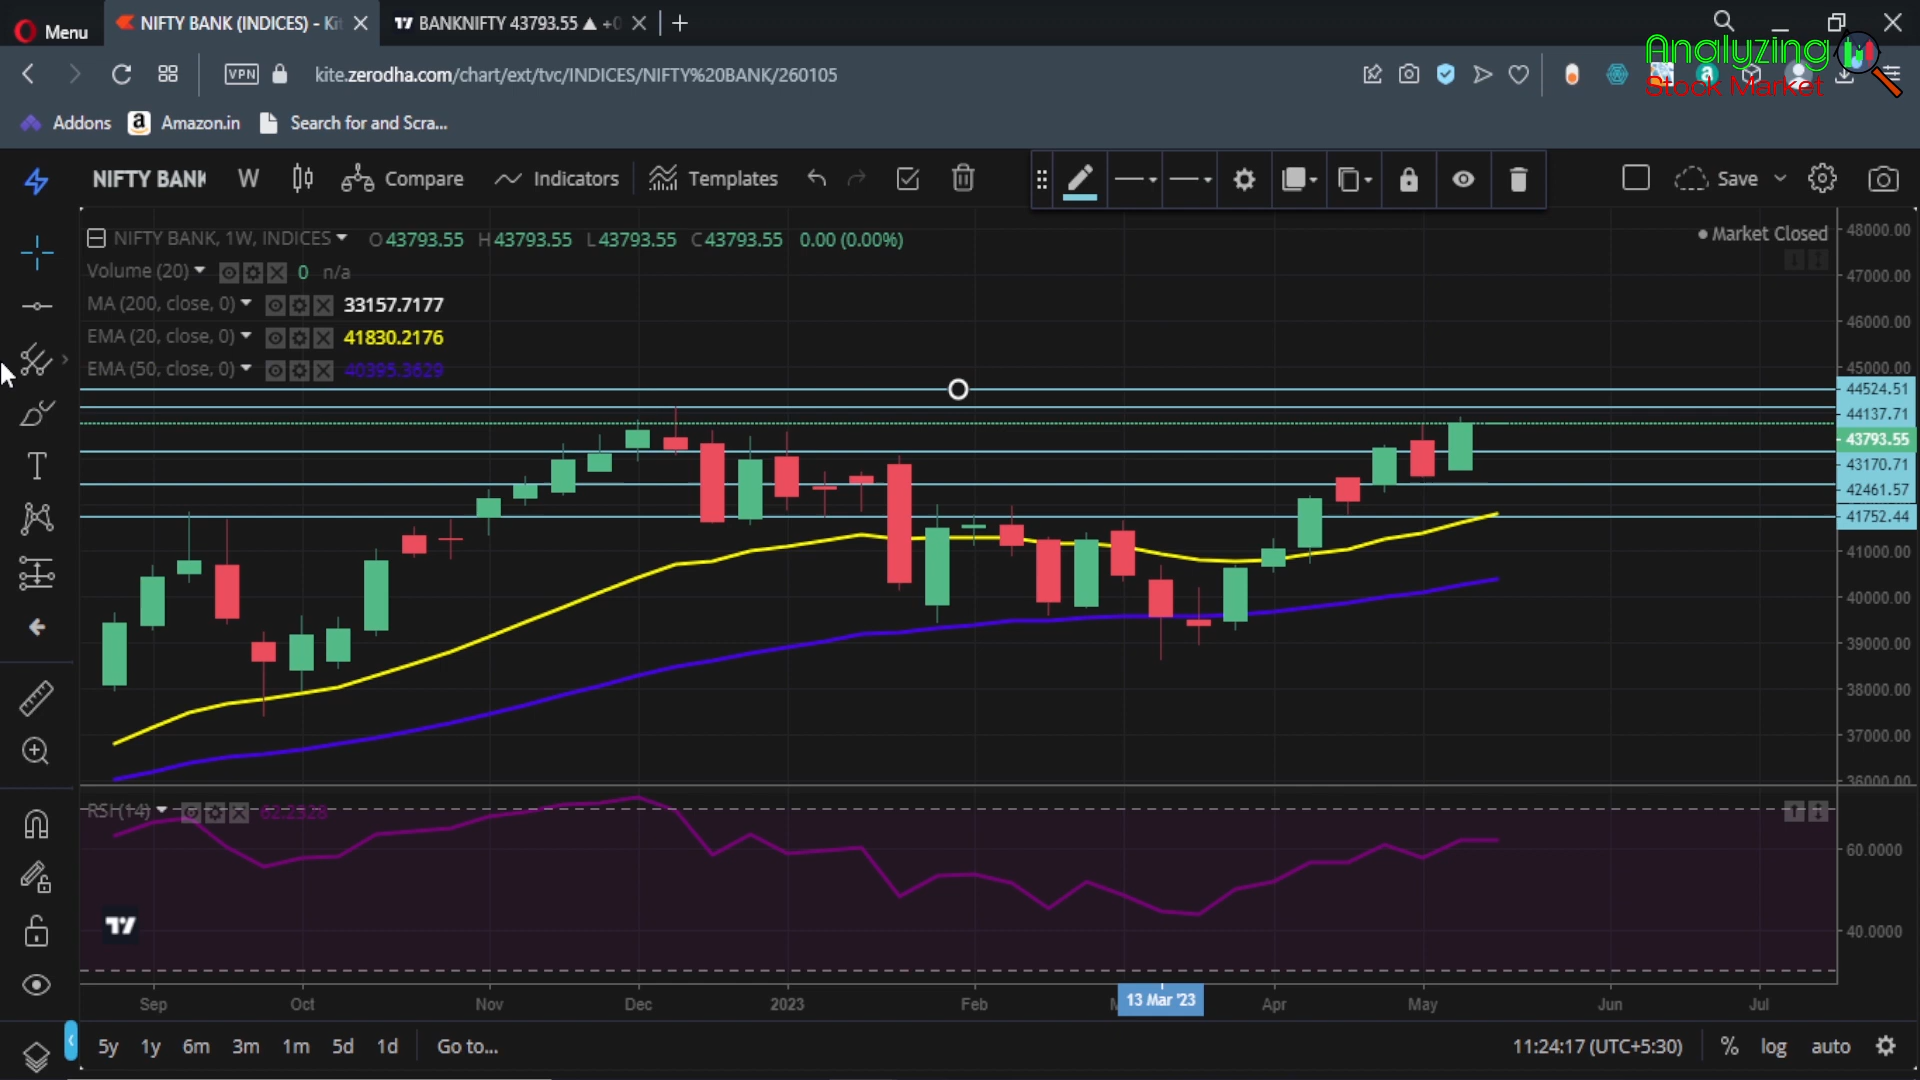 Menu
NIFTY BANK (INDICES) - Kit
BANKNIFTY 43793.55 ▲ +0
Analyzing
Stock Market
VPN
kite.zerodha.com/chart/ext/tvc/INDICES/NIFTY%20BANK/260105
Addons
Amazon.in
Search for and Scra...
NIFTY BANK W Compare Indicators Templates Save
NIFTY BANK, 1W, INDICES O43793.55 H43793.55 L43793.55 C43793.55 0.00 (0.00%)
Market Closed
Volume (20) 0 n/a
MA (200, close, 0) 33157.7177
EMA (20, close, 0) 41830.2176
EMA (50, close, 0) 40395.3629
48000.00
47000.00
46000.00
45000.00
44524.51
44137.71
43793.55
43170.71
42461.57
41752.44
41000.00
40000.00
39000.00
38000.00
37000.00
36000.00
RSI (14) 62.2328
60.0000
40.0000
Sep Oct Nov Dec 2023 Feb 13 Mar '23 Apr May Jun Jul
5y 1y 6m 3m 1m 5d 1d Go to...
11:24:17 (UTC+5:30) % log auto